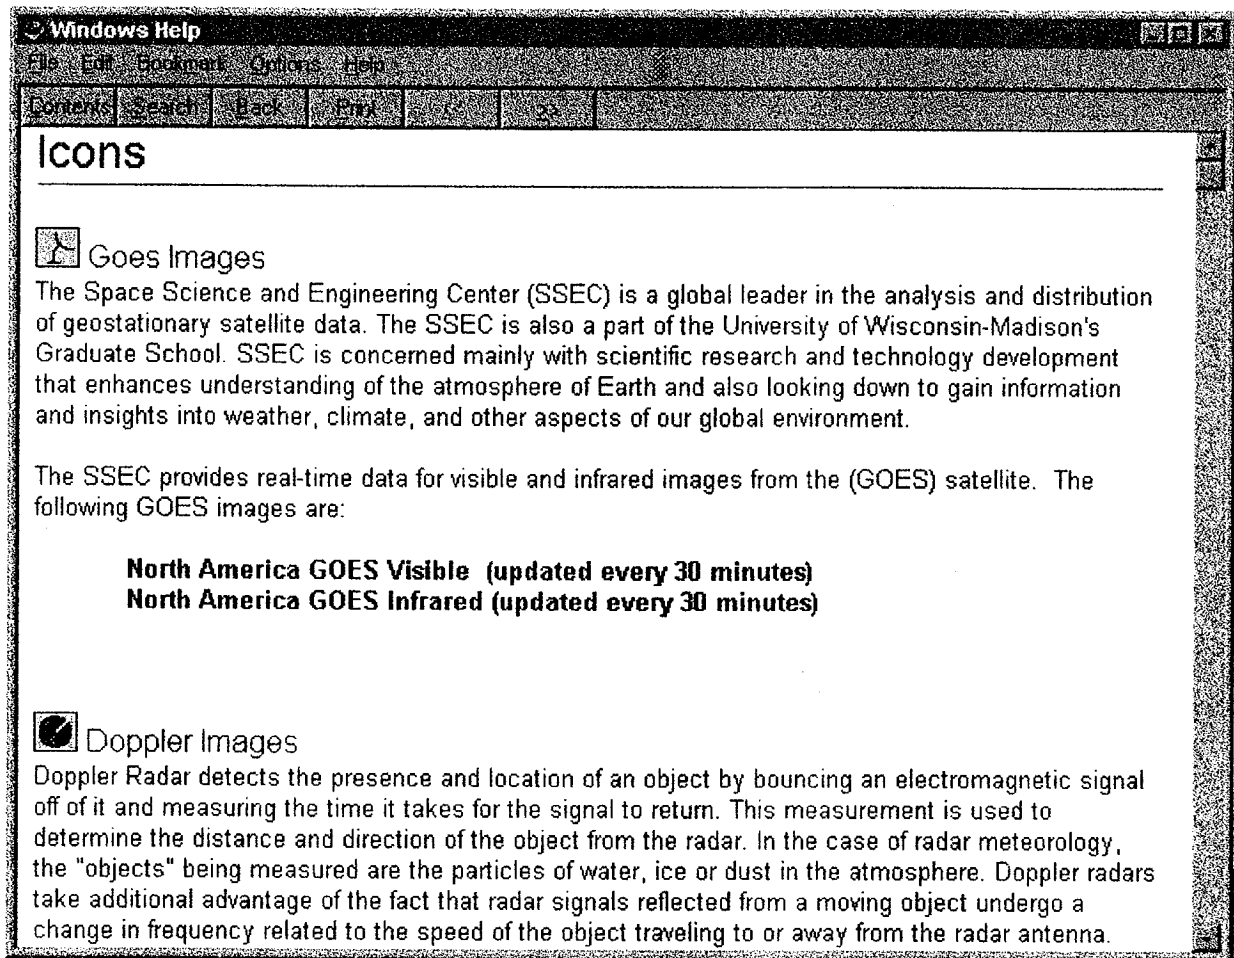 Windows Help
File Edit Bookmark Options Help
Contents Search Back Print << >>
Icons
Goes Images
The Space Science and Engineering Center (SSEC) is a global leader in the analysis and distribution
of geostationary satellite data. The SSEC is also a part of the University of Wisconsin-Madison's
Graduate School. SSEC is concerned mainly with scientific research and technology development
that enhances understanding of the atmosphere of Earth and also looking down to gain information
and insights into weather, climate, and other aspects of our global environment.
The SSEC provides real-time data for visible and infrared images from the (GOES) satellite.  The
following GOES images are:
North America GOES Visible  (updated every 30 minutes)
North America GOES Infrared (updated every 30 minutes)
Doppler Images
Doppler Radar detects the presence and location of an object by bouncing an electromagnetic signal
off of it and measuring the time it takes for the signal to return. This measurement is used to
determine the distance and direction of the object from the radar. In the case of radar meteorology,
the "objects" being measured are the particles of water, ice or dust in the atmosphere. Doppler radars
take additional advantage of the fact that radar signals reflected from a moving object undergo a
change in frequency related to the speed of the object traveling to or away from the radar antenna.